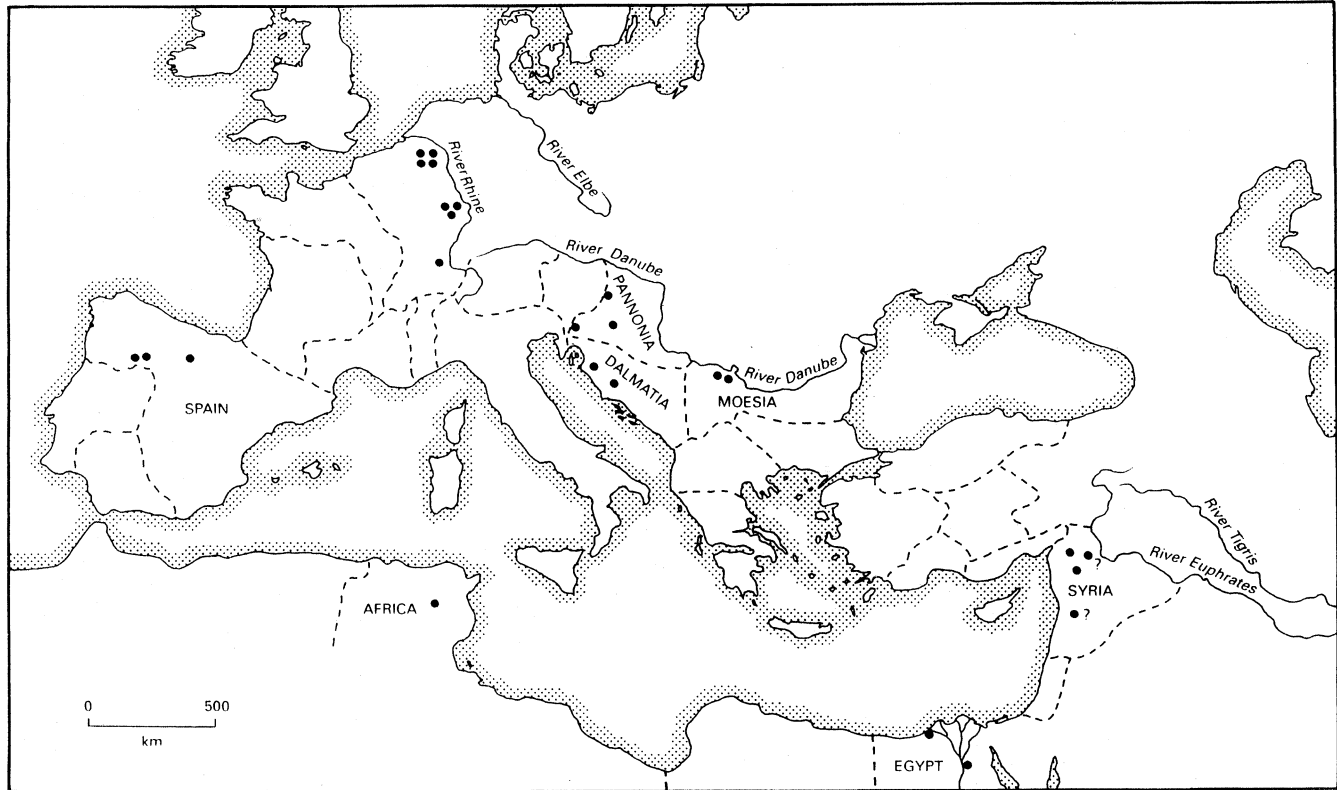 River Rhine
River Elbe
River Danube
PANNONIA
DALMATIA
River Danube
MOESIA
SPAIN
River Tigris
River Euphrates
?
SYRIA
?
AFRICA
0 500
km
EGYPT